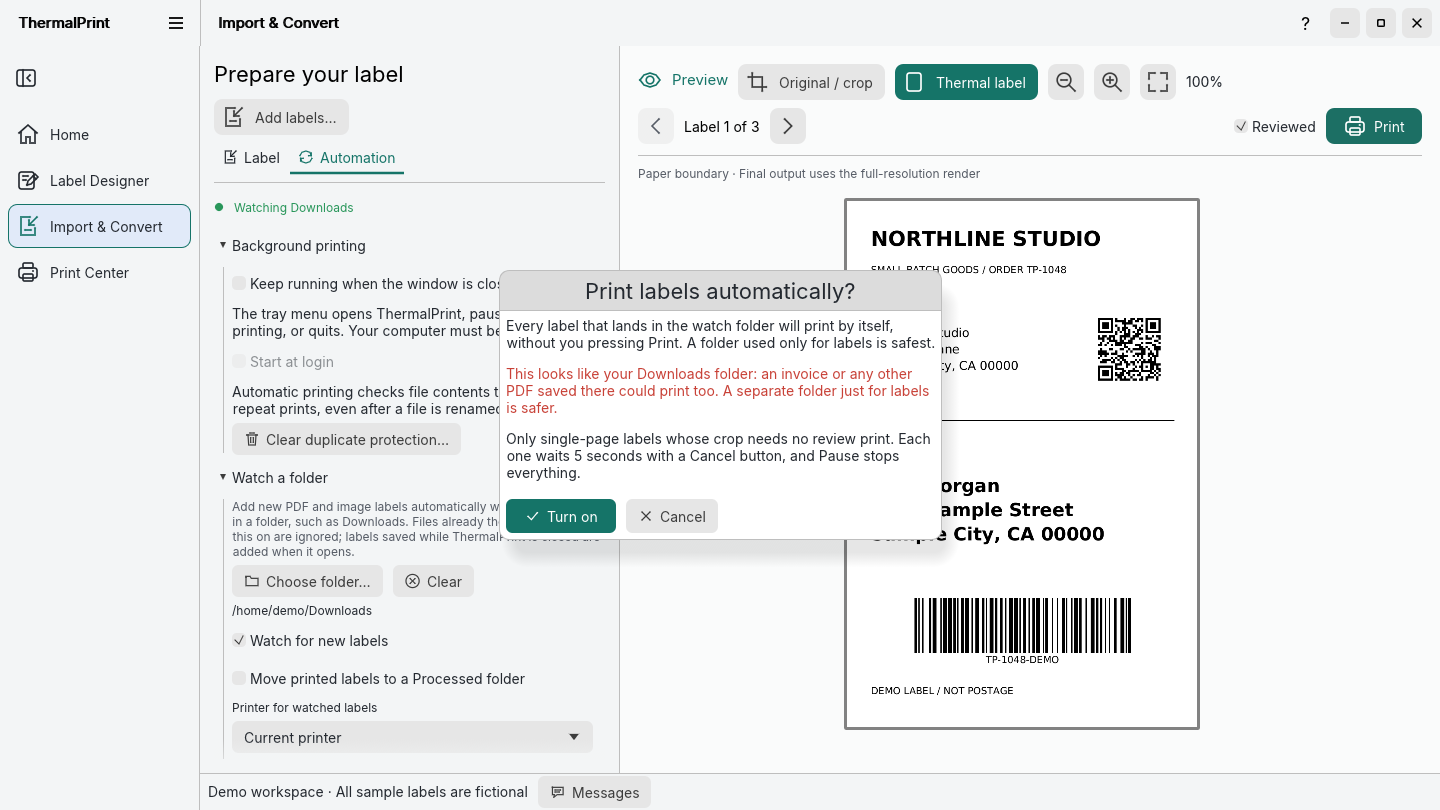 ThermalPrint
Import & Convert
?
Home
Label Designer
Import & Convert
Print Center
Prepare your label
Add labels...
Label
Automation
Watching Downloads
Background printing
Keep running when the window is clos
The tray menu opens ThermalPrint, paus
printing, or quits. Your computer must be
Start at login
Automatic printing checks file contents t
repeat prints, even after a file is renamed
Clear duplicate protection...
Watch a folder
Add new PDF and image labels automatically w
in a folder, such as Downloads. Files already the
this on are ignored; labels saved while ThermalPrint is closed are
added when it opens.
Choose folder...
Clear
/home/demo/Downloads
Watch for new labels
Move printed labels to a Processed folder
Printer for watched labels
Current printer
Print labels automatically?
Every label that lands in the watch folder will print by itself,
without you pressing Print. A folder used only for labels is safest.
This looks like your Downloads folder: an invoice or any other
PDF saved there could print too. A separate folder just for labels
is safer.
Only single-page labels whose crop needs no review print. Each
one waits 5 seconds with a Cancel button, and Pause stops
everything.
Turn on
Cancel
Preview
Original / crop
Thermal label
100%
Label 1 of 3
Reviewed
Print
Paper boundary · Final output uses the full-resolution render
NORTHLINE STUDIO
SMALL BATCH GOODS / ORDER TP-1048
tudio
ane
ty, CA 00000
organ
ample Street
Sample City, CA 00000
TP-1048-DEMO
DEMO LABEL / NOT POSTAGE
Demo workspace · All sample labels are fictional
Messages